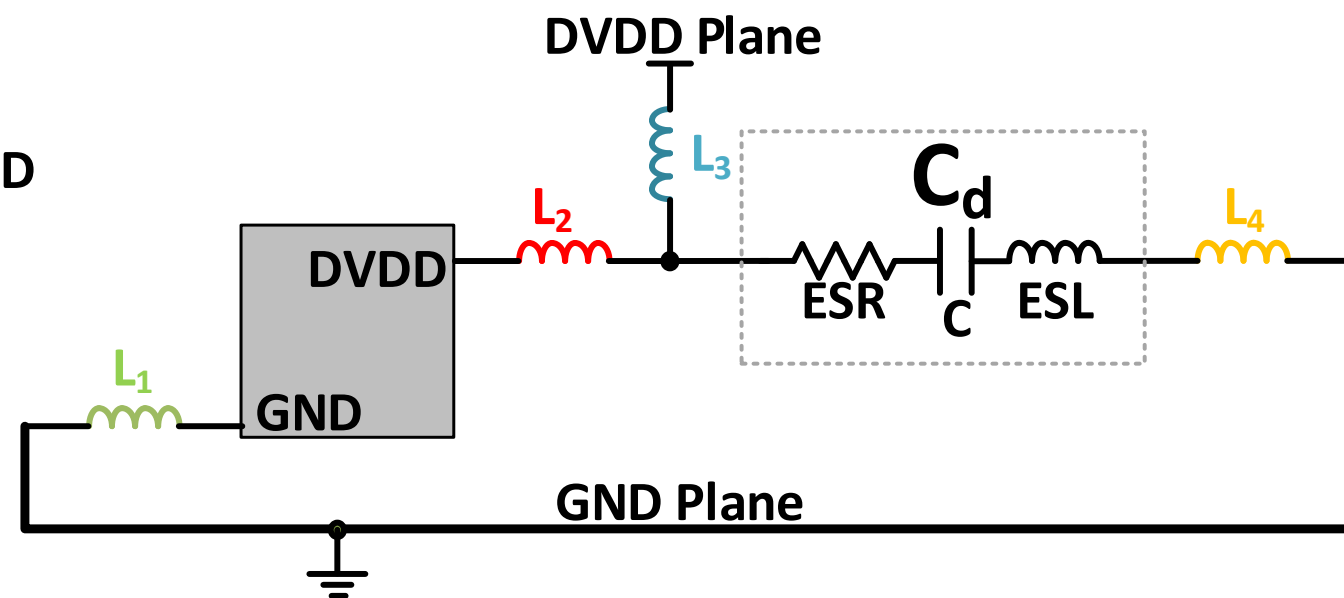 DVDD Plane
L3
D
Cd
L2
L4
DVDD
ESR
C
ESL
L1
GND
GND Plane